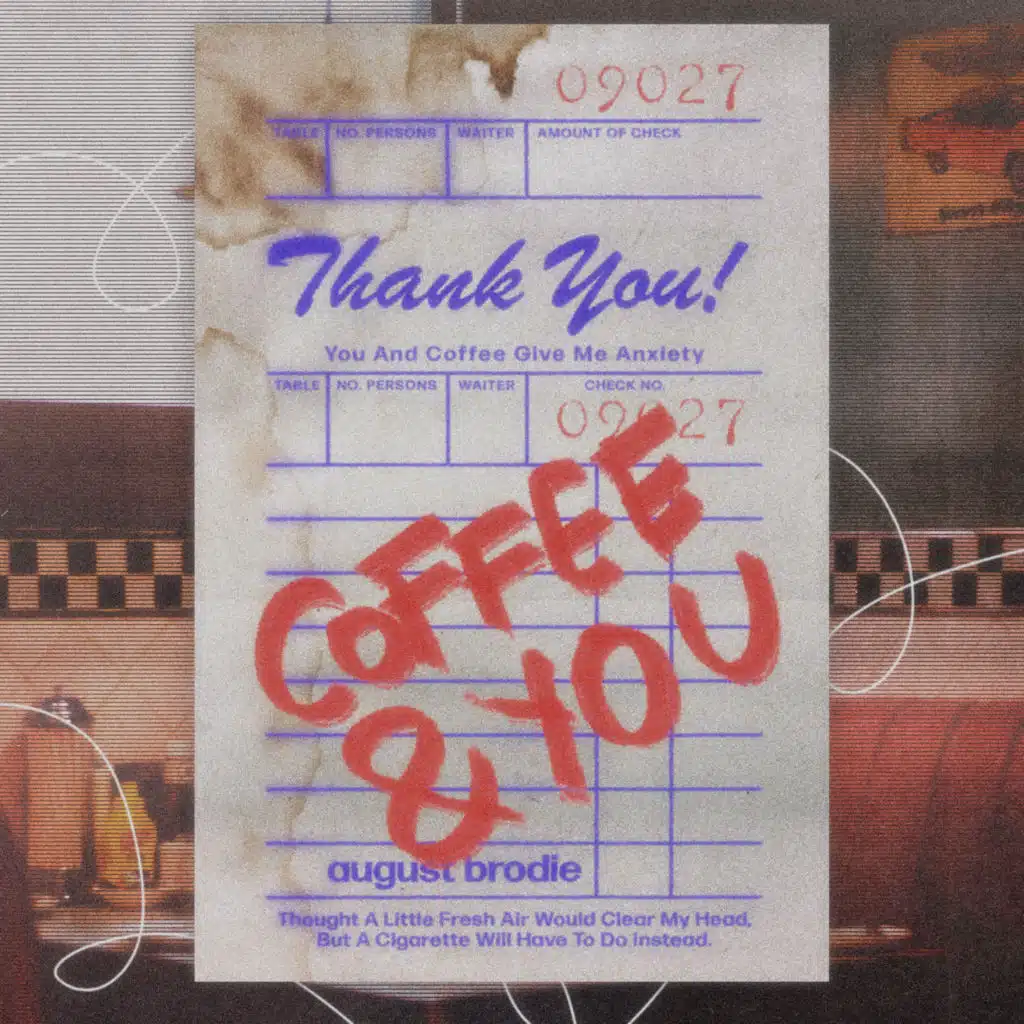 09027
TABLE NO. PERSONS WAITER AMOUNT OF CHECK
Thank You!
You And Coffee Give Me Anxiety
TABLE NO. PERSONS WAITER CHECK NO.
09027
COFFEE
& YOU
august brodie
Thought A Little Fresh Air Would Clear My Head,
But A Cigarette Will Have To Do Instead.